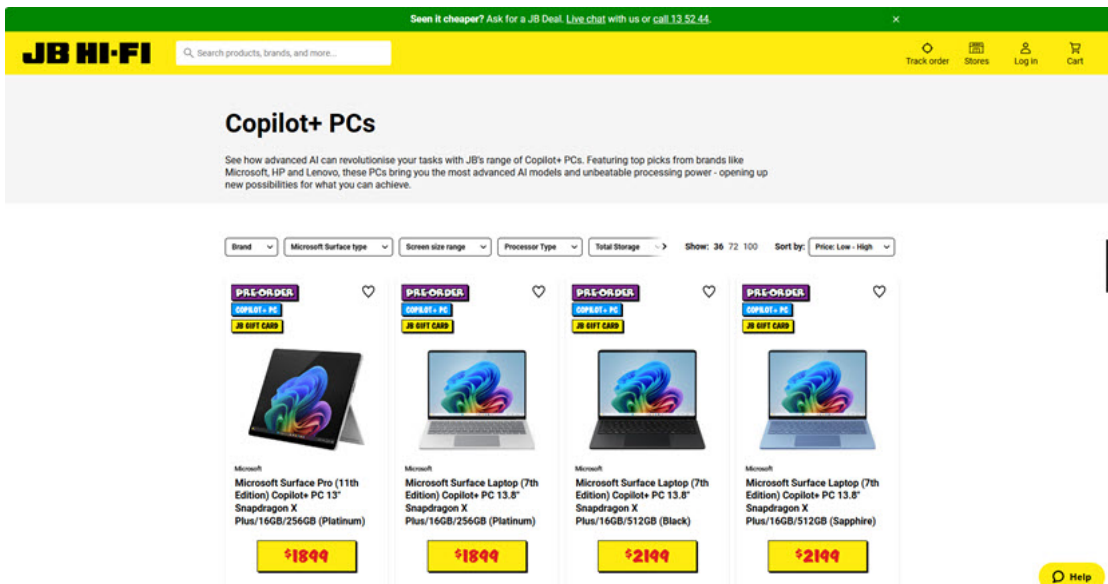 Seen it cheaper? Ask for a JB Deal. Live chat with us or call 13 52 44.
JB HI-FI
Search products, brands, and more...
Track order
Stores
Log in
Cart
Copilot+ PCs
See how advanced AI can revolutionise your tasks with JB's range of Copilot+ PCs. Featuring top picks from brands like
Microsoft, HP and Lenovo, these PCs bring you the most advanced AI models and unbeatable processing power - opening up
new possibilities for what you can achieve.
Brand
Microsoft Surface type
Screen size range
Processor Type
Total Storage
Show: 36 72 100
Sort by: Price: Low - High
PRE-ORDER
COPILOT+ PC
JB GIFT CARD
Microsoft
Microsoft Surface Pro (11th
Edition) Copilot+ PC 13"
Snapdragon X
Plus/16GB/256GB (Platinum)
$1899
PRE-ORDER
COPILOT+ PC
JB GIFT CARD
Microsoft
Microsoft Surface Laptop (7th
Edition) Copilot+ PC 13.8"
Snapdragon X
Plus/16GB/256GB (Platinum)
$1899
PRE-ORDER
COPILOT+ PC
JB GIFT CARD
Microsoft
Microsoft Surface Laptop (7th
Edition) Copilot+ PC 13.8"
Snapdragon X
Plus/16GB/512GB (Black)
$2199
PRE-ORDER
COPILOT+ PC
JB GIFT CARD
Microsoft
Microsoft Surface Laptop (7th
Edition) Copilot+ PC 13.8"
Snapdragon X
Plus/16GB/512GB (Sapphire)
$2199
Help